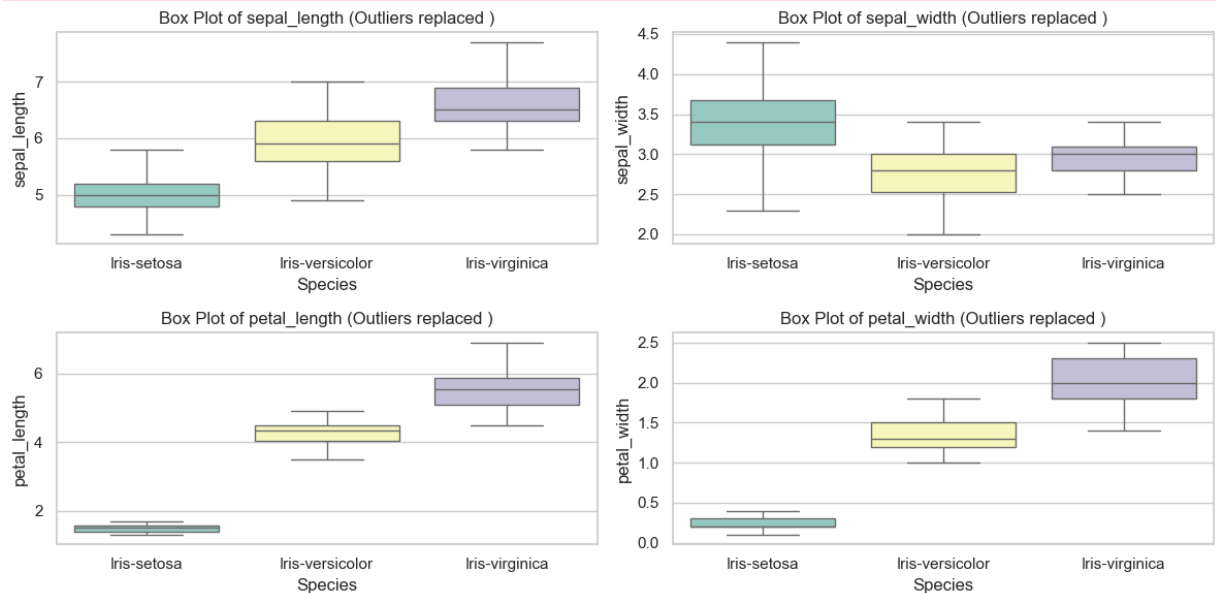 Box Plot of sepal_length (Outliers replaced )
sepal_length
7
6
5
Iris-setosa Iris-versicolor Iris-virginica
Species
Box Plot of sepal_width (Outliers replaced )
sepal_width
4.5
4.0
3.5
3.0
2.5
2.0
Iris-setosa Iris-versicolor Iris-virginica
Species
Box Plot of petal_length (Outliers replaced )
petal_length
6
4
2
Iris-setosa Iris-versicolor Iris-virginica
Species
Box Plot of petal_width (Outliers replaced )
petal_width
2.5
2.0
1.5
1.0
0.5
0.0
Iris-setosa Iris-versicolor Iris-virginica
Species